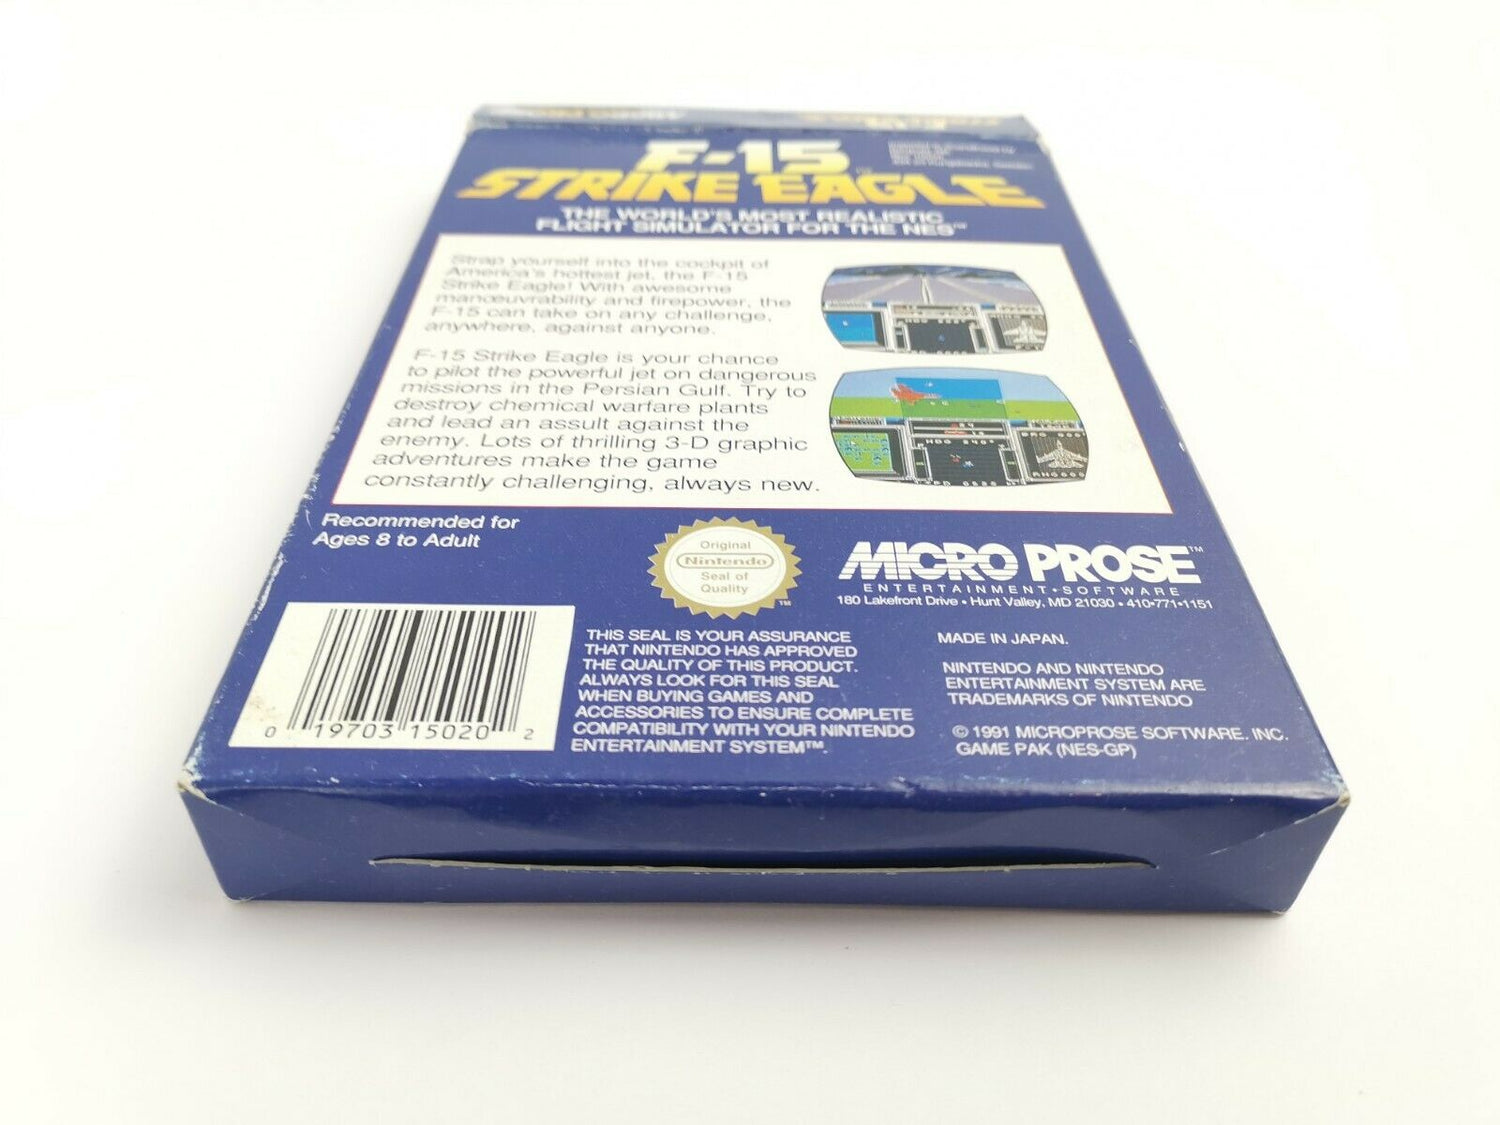 F-15
STRIKE EAGLE™
THE WORLD'S MOST REALISTIC
FLIGHT SIMULATOR FOR THE NES™
Strap yourself into the cockpit of
America's hottest jet, the F-15
Strike Eagle! With awesome
manœuvrability and firepower, the
F-15 can take on any challenge,
anywhere, against anyone.
F-15 Strike Eagle is your chance
to pilot the powerful jet on dangerous
missions in the Persian Gulf. Try to
destroy chemical warfare plants
and lead an assult against the
enemy. Lots of thrilling 3-D graphic
adventures make the game
constantly challenging, always new.
HDG 240°
Recommended for
Ages 8 to Adult
Original
Nintendo
Seal of
Quality
™
MICRO PROSE™
ENTERTAINMENT • SOFTWARE
180 Lakefront Drive • Hunt Valley, MD 21030 • 410•771•1151
0 19703 15020 2
THIS SEAL IS YOUR ASSURANCE
THAT NINTENDO HAS APPROVED
THE QUALITY OF THIS PRODUCT.
ALWAYS LOOK FOR THIS SEAL
WHEN BUYING GAMES AND
ACCESSORIES TO ENSURE COMPLETE
COMPATIBILITY WITH YOUR NINTENDO
ENTERTAINMENT SYSTEM™.
MADE IN JAPAN.
NINTENDO AND NINTENDO
ENTERTAINMENT SYSTEM ARE
TRADEMARKS OF NINTENDO
© 1991 MICROPROSE SOFTWARE, INC.
GAME PAK (NES-GP)